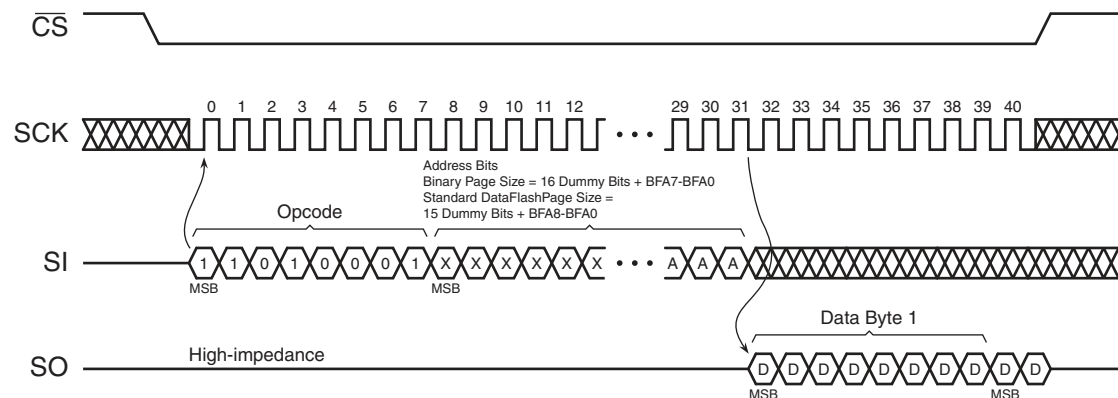 CS
0 1 2 3 4 5 6 7 8 9 10 11 12 29 30 31 32 33 34 35 36 37 38 39 40
SCK
Address Bits
Binary Page Size = 16 Dummy Bits + BFA7-BFA0
Standard DataFlashPage Size =
15 Dummy Bits + BFA8-BFA0
Opcode
SI 1 1 0 1 0 0 0 1 X X X X X X A A A
MSB MSB
Data Byte 1
High-impedance
SO D D D D D D D D D D
MSB MSB